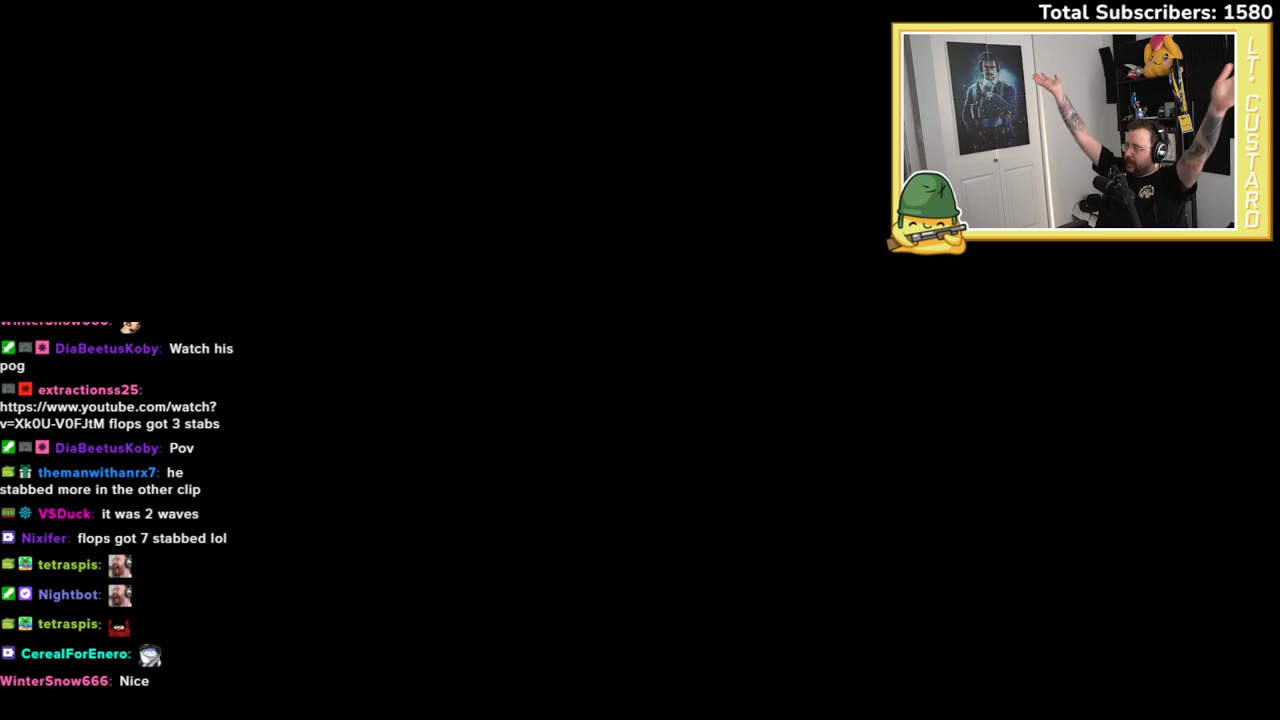 Total Subscribers: 1580
LT. CUSTARD
WinterSnow666:
DiaBeetusKoby: Watch his
pog
extractionss25:
https://www.youtube.com/watch?
v=Xk0U-V0FJtM flops got 3 stabs
DiaBeetusKoby: Pov
themanwithanrx7: he
stabbed more in the other clip
VSDuck: it was 2 waves
Nixifer: flops got 7 stabbed lol
tetraspis:
Nightbot:
tetraspis:
CerealForEnero:
WinterSnow666: Nice